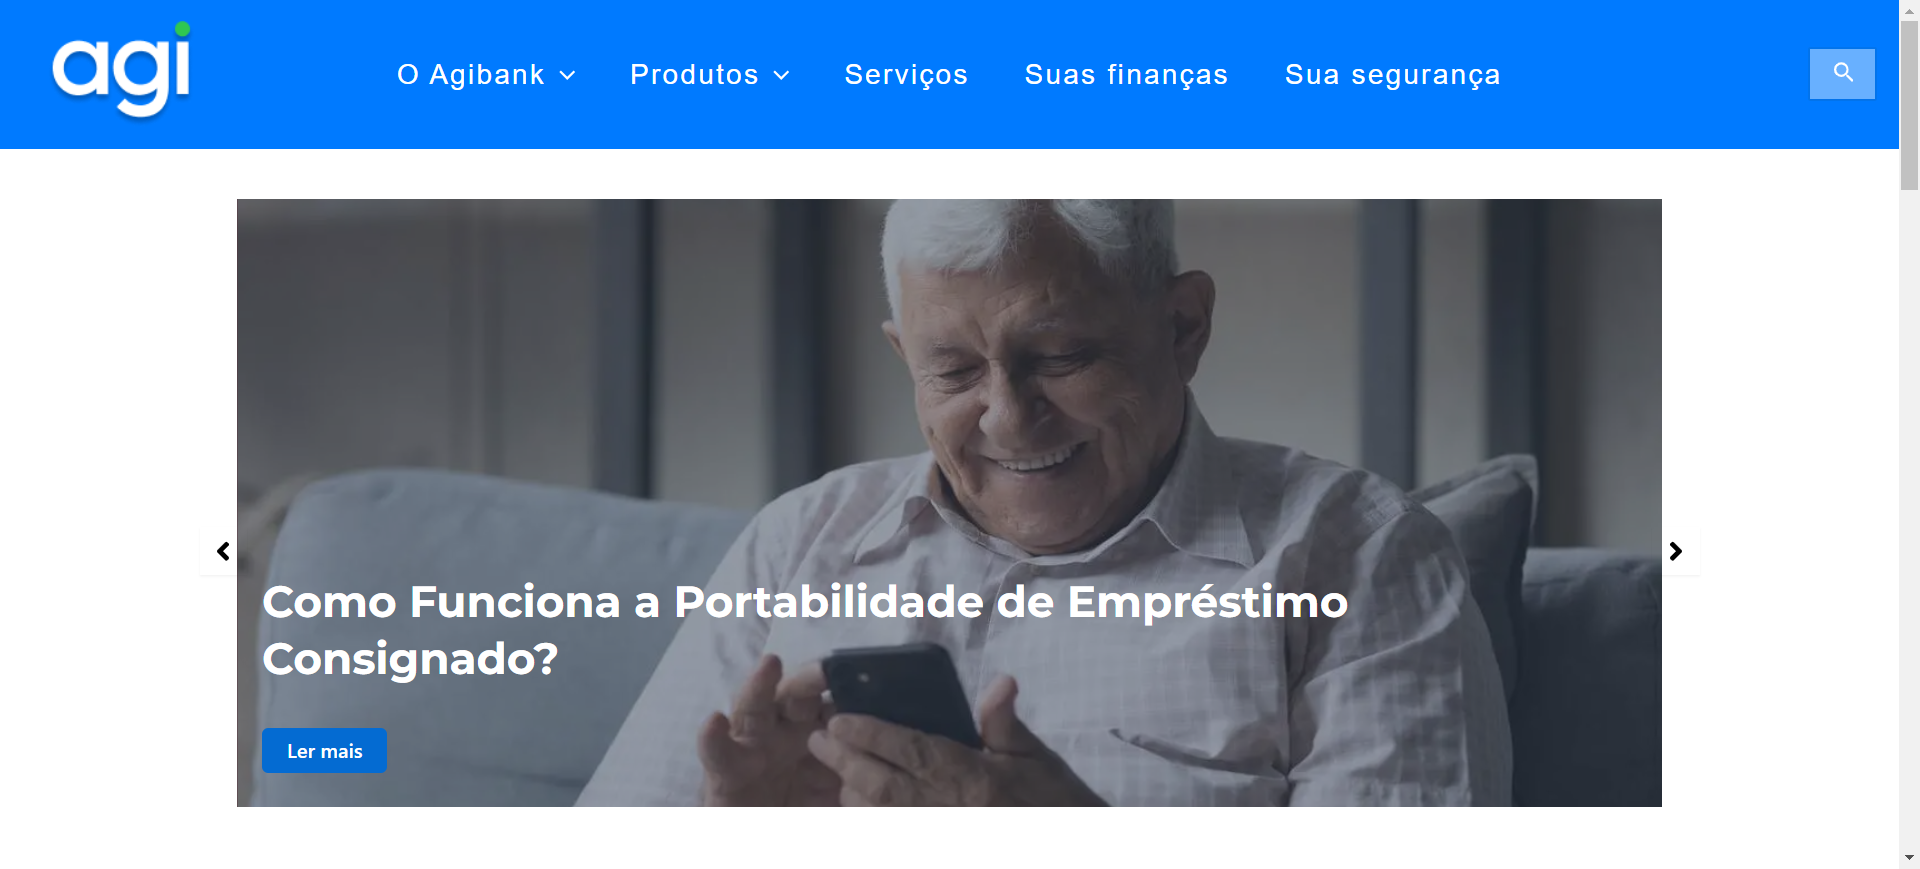 agi
O Agibank
Produtos
Serviços
Suas finanças
Sua segurança
Como Funciona a Portabilidade de Empréstimo
Consignado?
Ler mais